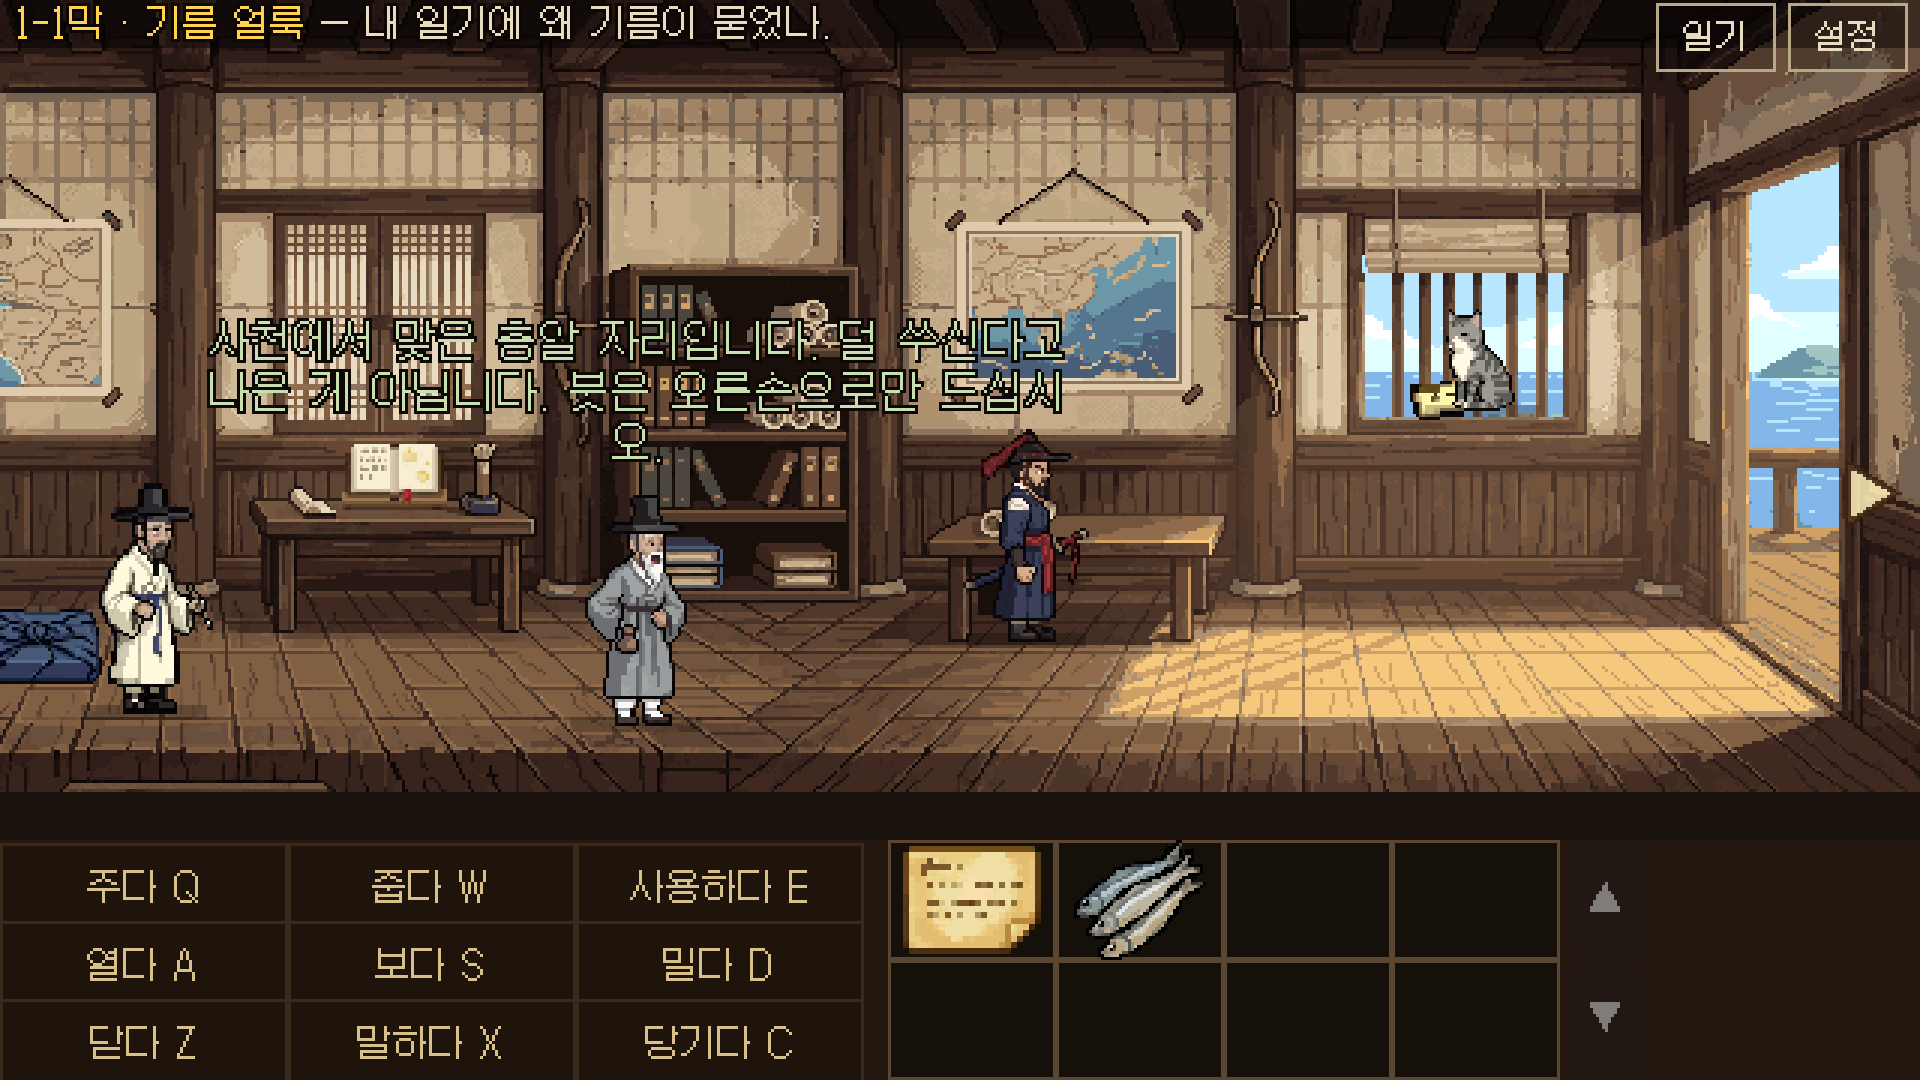 1-1막 · 기름 얼룩 — 내 일기에 왜 기름이 묻었나.
일기
설정
사천에서 맞은 총알 자리입니다. 덜 쑤신다고
나은 게 아닙니다. 붓은 오른손으로만 드십시
오.
주다 Q
줍다 W
사용하다 E
열다 A
보다 S
밀다 D
닫다 Z
말하다 X
당기다 C